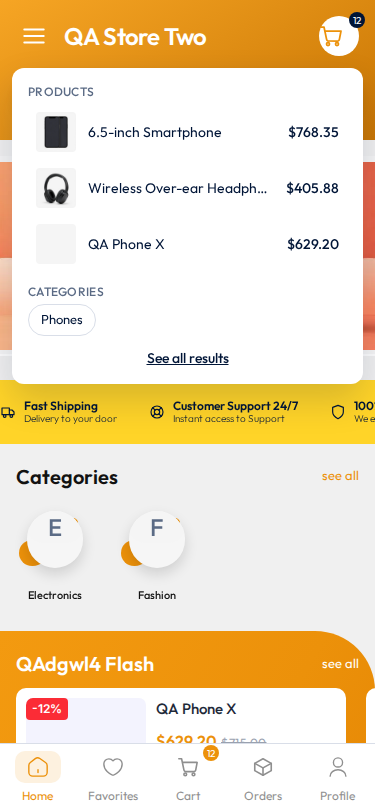 QA Store Two
12
PRODUCTS
6.5-inch Smartphone $768.35
Wireless Over-ear Headph... $405.88
QA Phone X $629.20
CATEGORIES
Phones
See all results
Fast Shipping
Delivery to your door
Customer Support 24/7
Instant access to Support
100
We e
Categories see all
E F
Electronics Fashion
QAdgwl4 Flash see all
-12%
QA Phone X
$629.20 $715.00
12
Home Favorites Cart Orders Profile